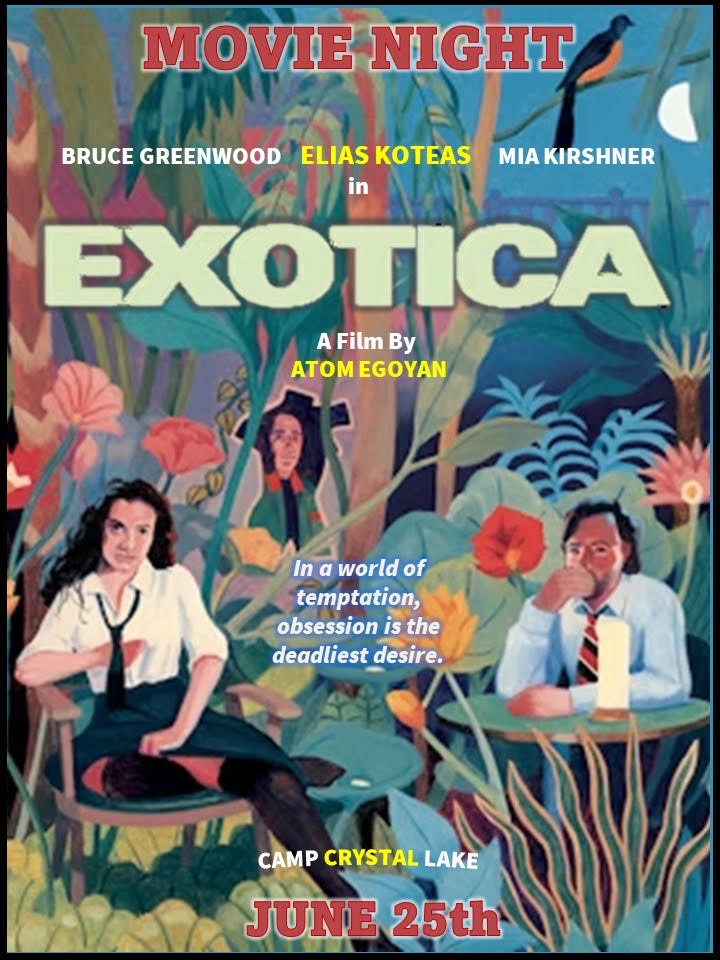 MOVIE NIGHT
BRUCE GREENWOOD ELIAS KOTEAS MIA KIRSHNER
in
EXOTICA
A Film By
ATOM EGOYAN
In a world of
temptation,
obsession is the
deadliest desire.
CAMP CRYSTAL LAKE
JUNE 25th